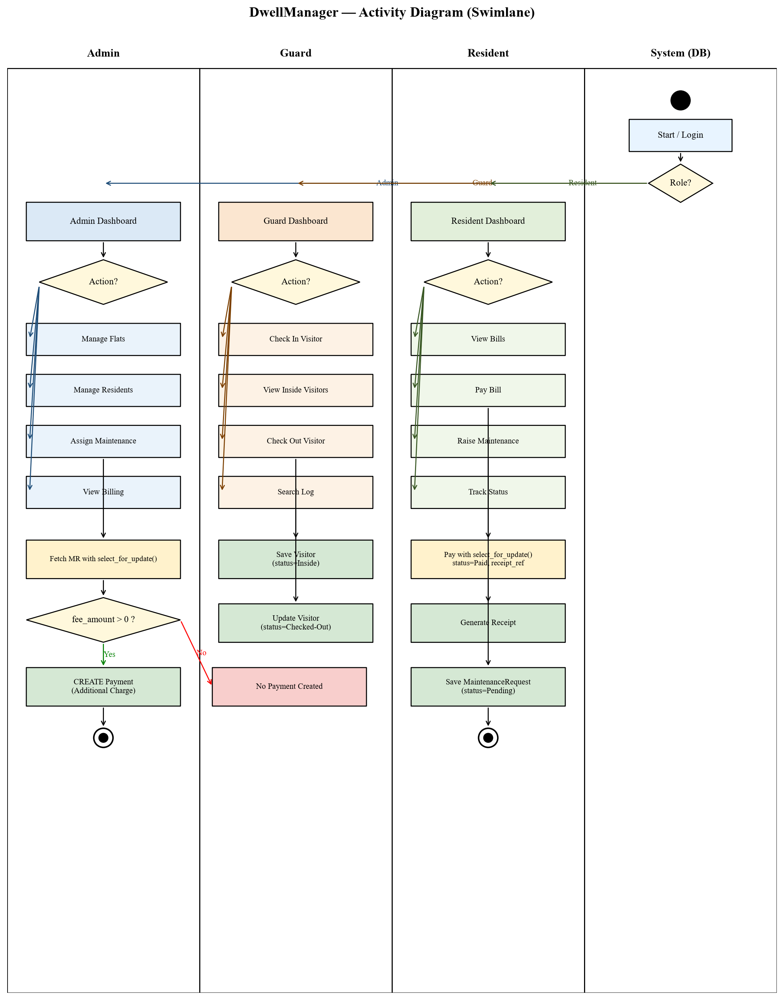 DwellManager — Activity Diagram (Swimlane)
Admin
Guard
Resident
System (DB)
Start / Login
Role?
Admin
Guard
Resident
Admin Dashboard
Guard Dashboard
Resident Dashboard
Action?
Action?
Action?
Manage Flats
Check In Visitor
View Bills
Manage Residents
View Inside Visitors
Pay Bill
Assign Maintenance
Check Out Visitor
Raise Maintenance
View Billing
Search Log
Track Status
Fetch MR with select_for_update()
Save Visitor
(status=Inside)
Pay with select_for_update()
status=Paid, receipt_ref
fee_amount > 0 ?
Update Visitor
(status=Checked-Out)
Generate Receipt
Yes
No
CREATE Payment
(Additional Charge)
No Payment Created
Save MaintenanceRequest
(status=Pending)